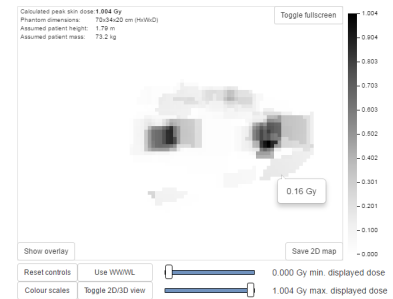 Calculated peak skin dose: 1.004 Gy
Phantom dimensions: 70x34x20 cm (HxWxD)
Assumed patient height: 1.79 m
Assumed patient mass: 73.2 kg
Toggle fullscreen
1.004
0.904
0.803
0.703
0.602
0.502
0.402
0.301
0.201
0.100
0.000
0.16 Gy
Show overlay
Save 2D map
Reset controls
Use WW/WL
0.000 Gy min. displayed dose
Colour scales
Toggle 2D/3D view
1.004 Gy max. displayed dose